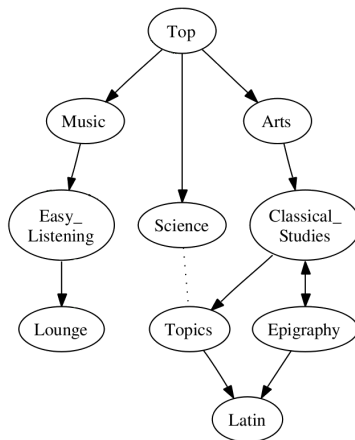 Top
Music
Arts
Easy_
Listening
Science
Classical_
Studies
Lounge
Topics
Epigraphy
Latin